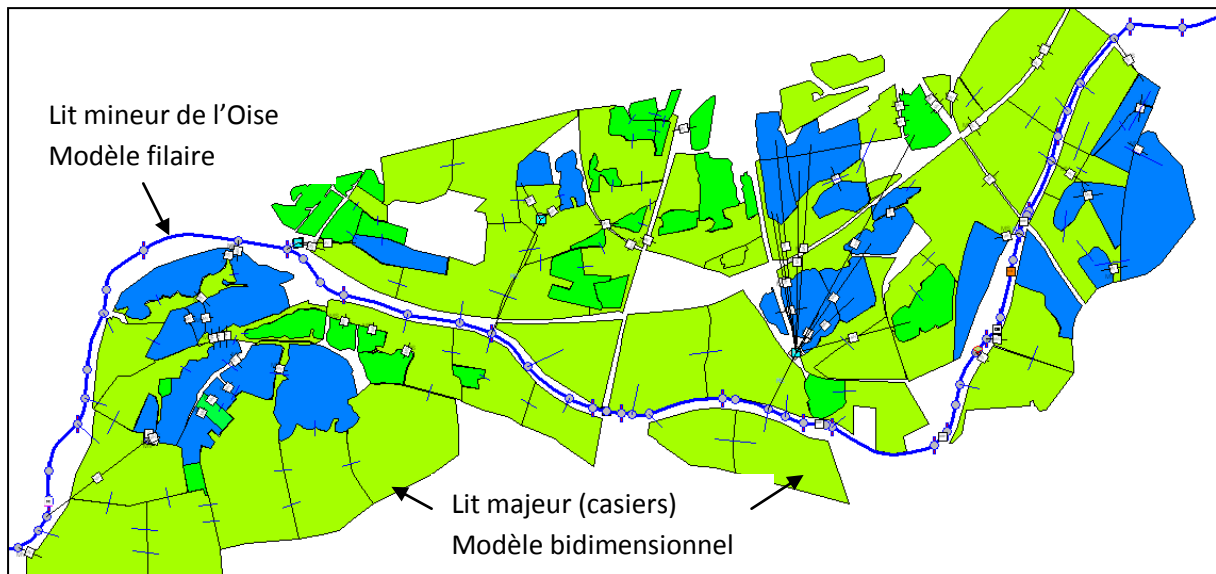 Lit mineur de l’Oise
Modèle filaire
Lit majeur (casiers)
Modèle bidimensionnel